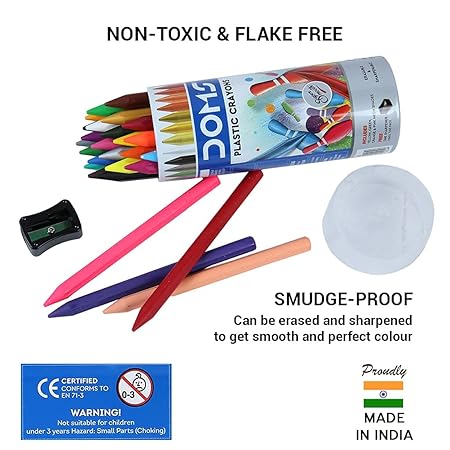 NON-TOXIC & FLAKE FREE
DOMS
PLASTIC CRAYONS
SMUDGE-PROOF
Can be erased and sharpened
to get smooth and perfect colour
CE CERTIFIED
CONFORMS TO
EN 71-3
0-3
WARNING!
Not suitable for children
under 3 years Hazard: Small Parts (Choking)
Proudly
MADE
IN INDIA